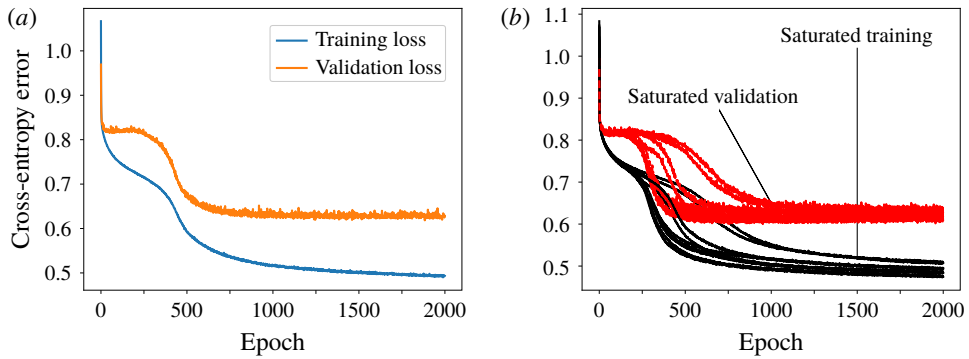 (a)
Cross-entropy error
1.0
0.9
0.8
0.7
0.6
0.5
Training loss
Validation loss
0 500 1000 1500 2000
Epoch
(b)
1.1
1.0
0.9
0.8
0.7
0.6
0.5
Saturated training
Saturated validation
0 500 1000 1500 2000
Epoch